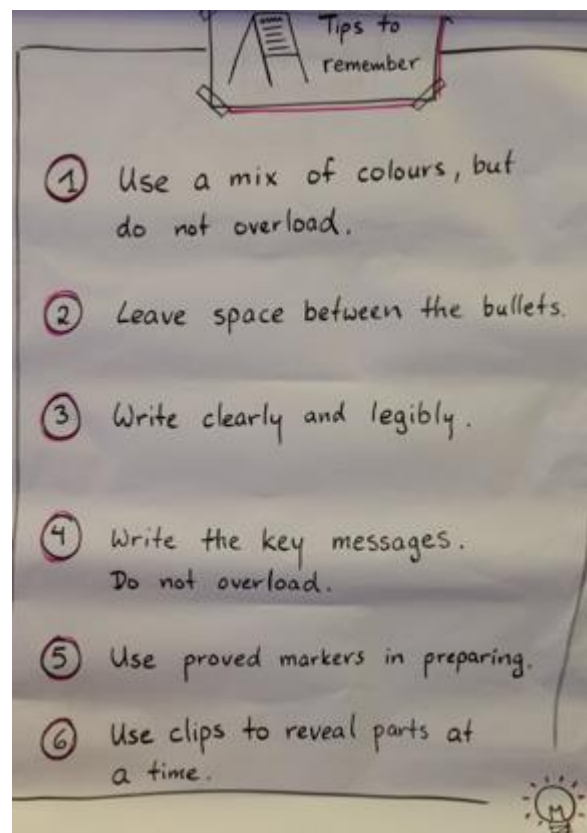 Tips to
remember
1 Use a mix of colours, but
do not overload.
2 Leave space between the bullets.
3 Write clearly and legibly.
4 Write the key messages.
Do not overload.
5 Use proved markers in preparing.
6 Use clips to reveal parts at
a time.